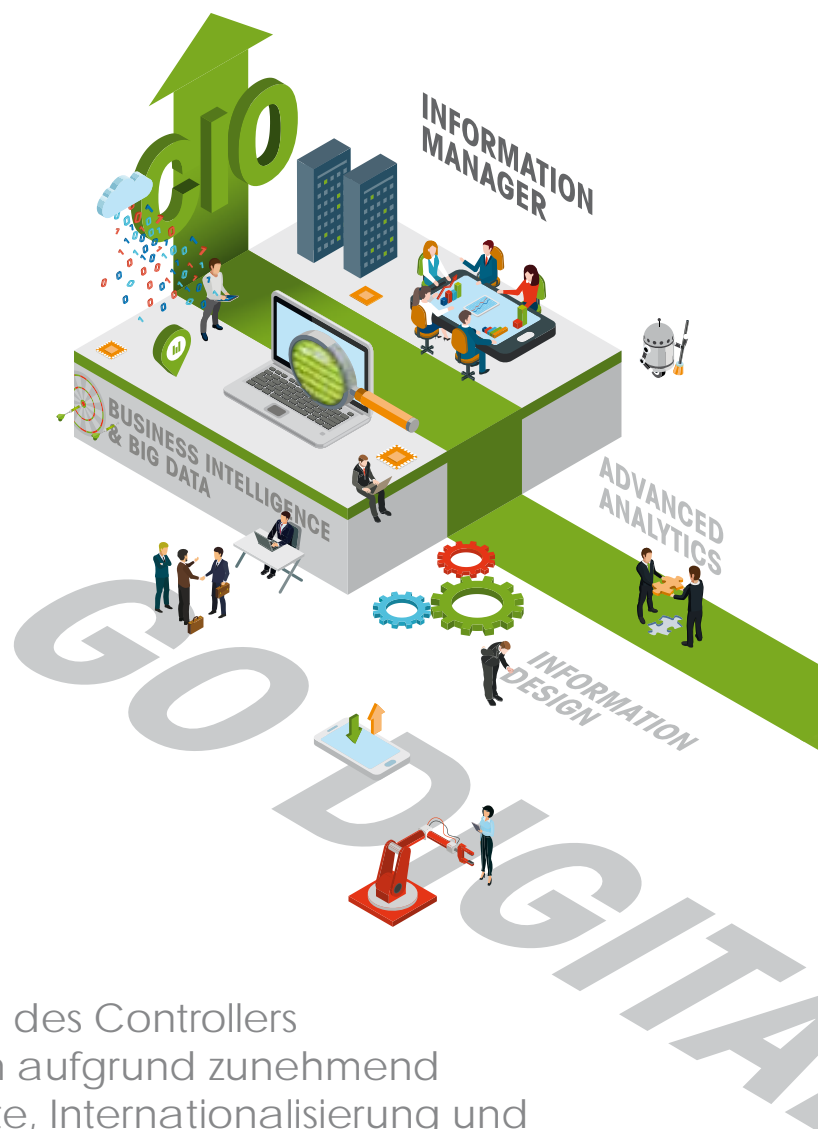 CIO
INFORMATION
MANAGER
BUSINESS INTELLIGENCE
& BIG DATA
ADVANCED
ANALYTICS
INFORMATION
DESIGN
GO DIGITA
des Controllers
aufgrund zunehmend
Internationalisierung und